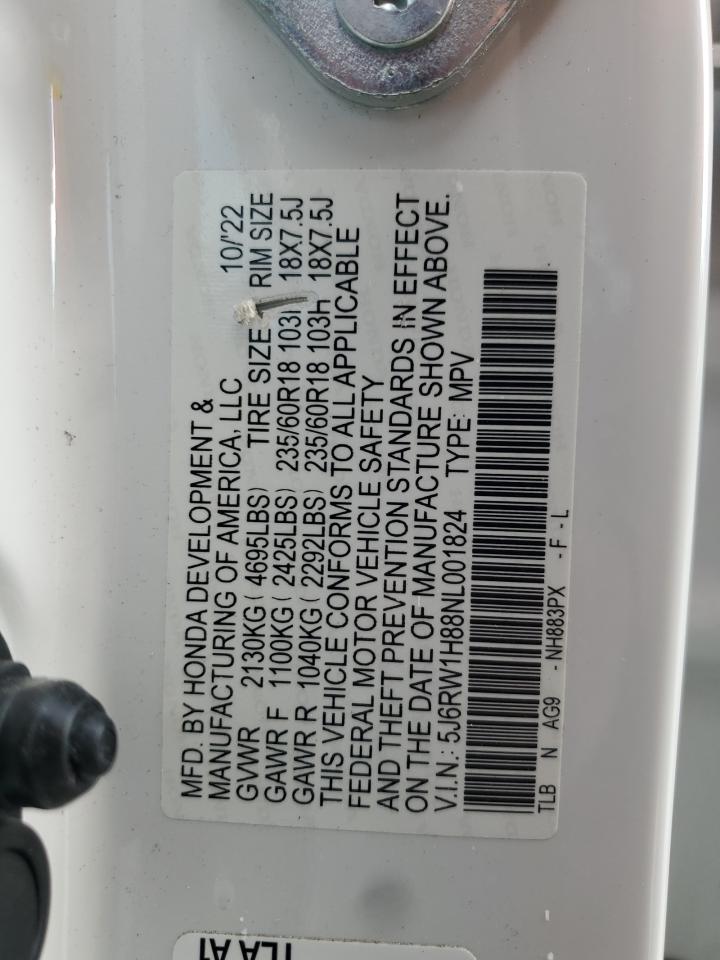 MFD. BY HONDA DEVELOPMENT &
MANUFACTURING OF AMERICA, LLC 10/'22
GVWR 2130KG ( 4695LBS) TIRE SIZE RIM SIZE
GAWR F 1100KG ( 2425LBS) 235/60R18 103H 18X7.5J
GAWR R 1040KG ( 2292LBS) 235/60R18 103H 18X7.5J
THIS VEHICLE CONFORMS TO ALL APPLICABLE
FEDERAL MOTOR VEHICLE SAFETY
AND THEFT PREVENTION STANDARDS IN EFFECT
ON THE DATE OF MANUFACTURE SHOWN ABOVE.
V.I.N.: 5J6RW1H88NL001824 TYPE: MPV
TLB N AG9 - NH883PX - F - L
TLA A1